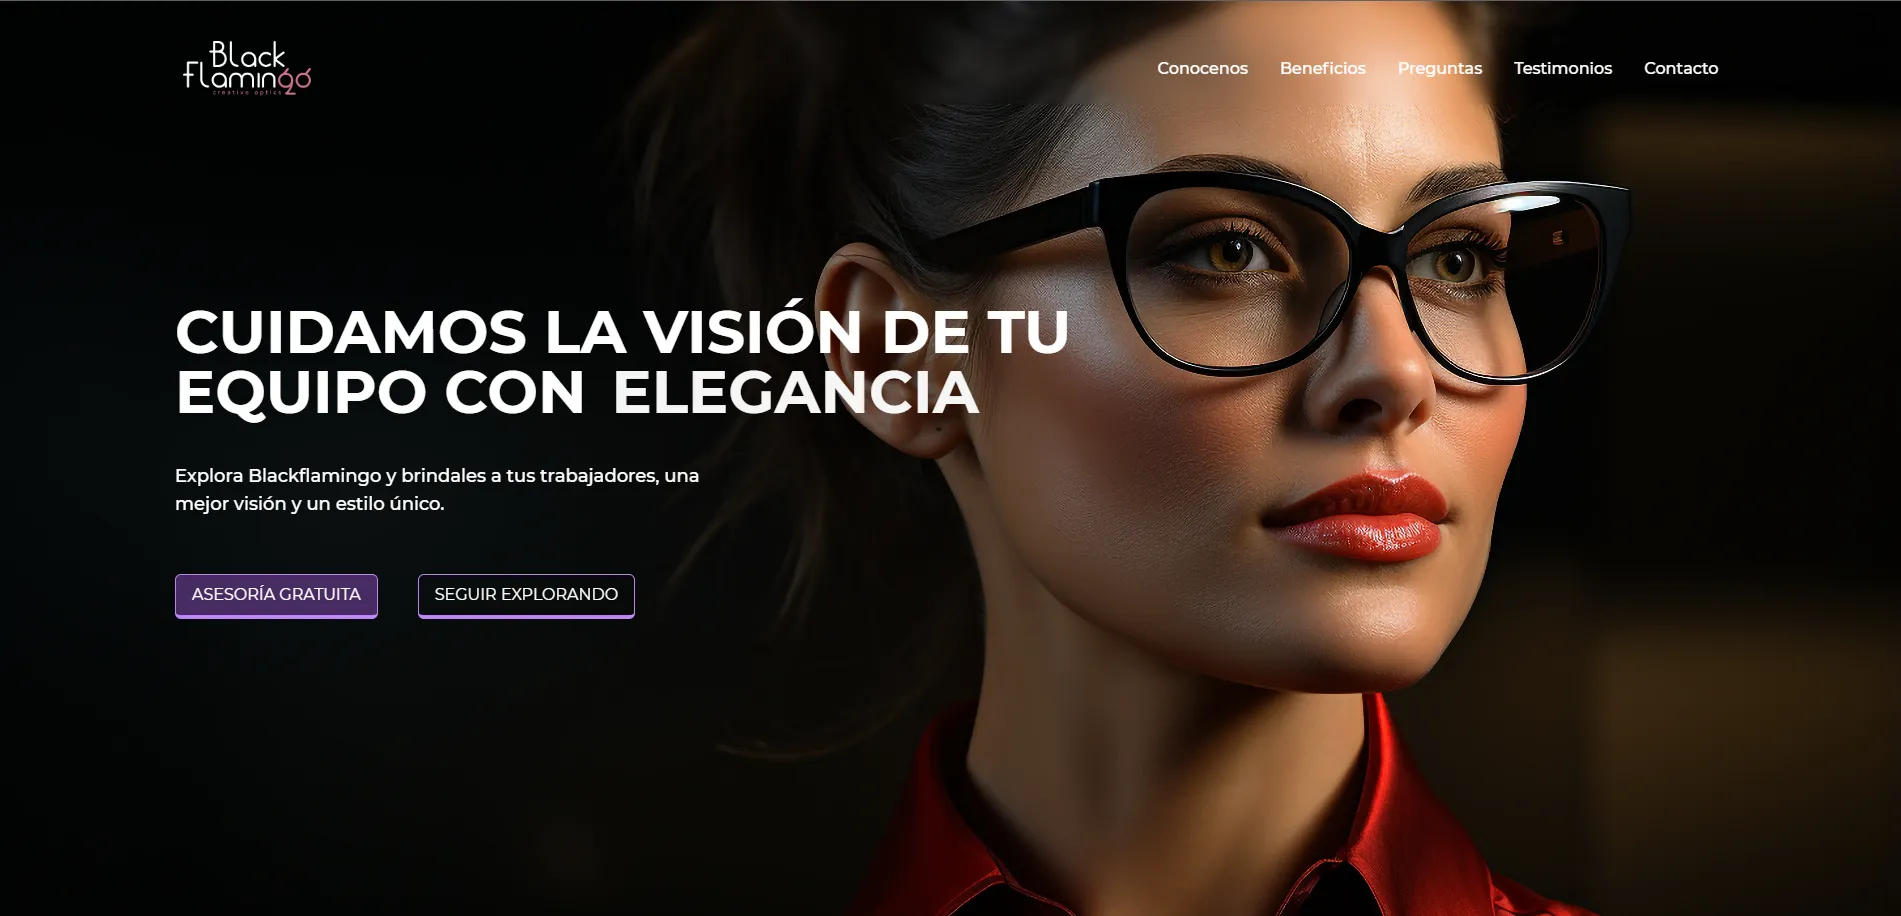 Black
flamingo
creative optics
Conocenos Beneficios Preguntas Testimonios Contacto
CUIDAMOS LA VISIÓN DE TU
EQUIPO CON ELEGANCIA
Explora Blackflamingo y brindales a tus trabajadores, una
mejor visión y un estilo único.
ASESORÍA GRATUITA SEGUIR EXPLORANDO